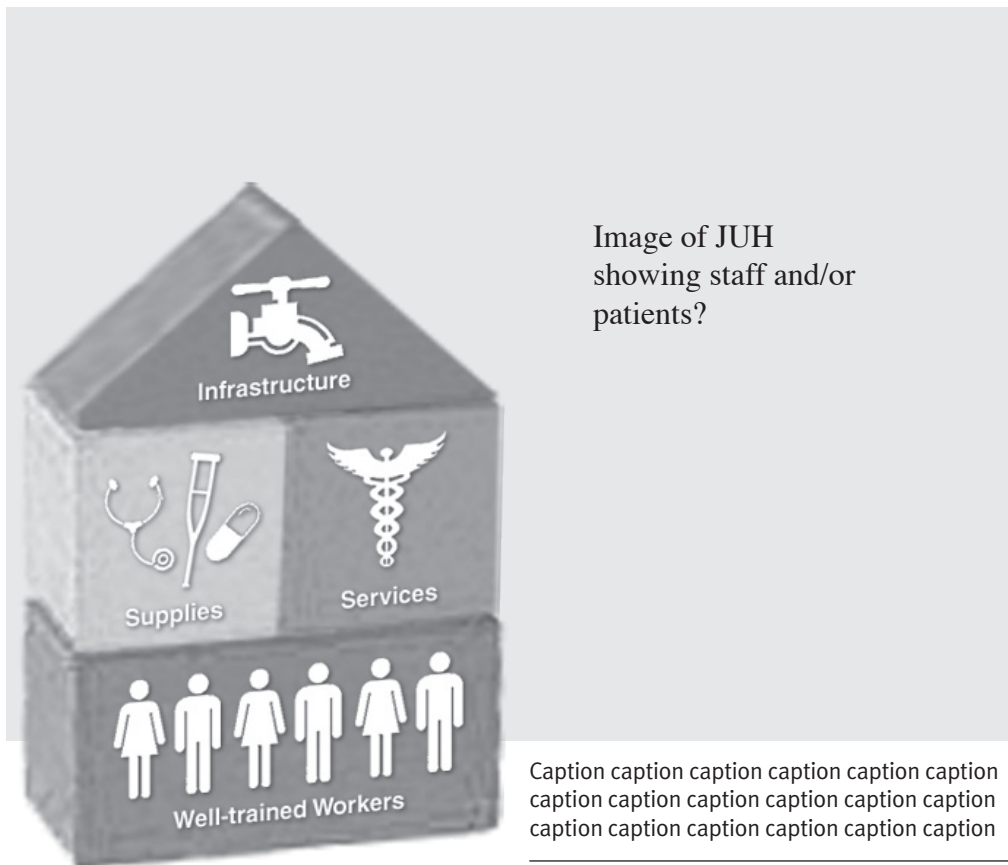 Image of JUH
showing staff and/or
patients?
Infrastructure
Supplies
Services
Well-trained Workers
Caption caption caption caption caption caption
caption caption caption caption caption caption
caption caption caption caption caption caption